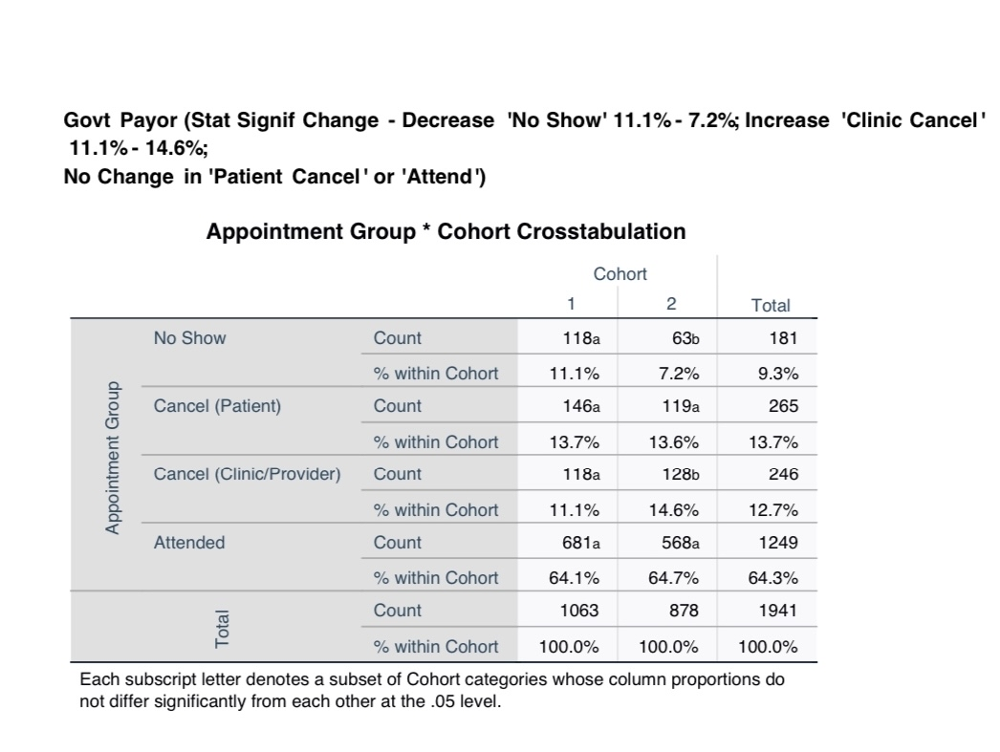 Govt Payor (Stat Signif Change - Decrease 'No Show' 11.1% - 7.2%; Increase 'Clinic Cancel'
11.1% - 14.6%;
No Change in 'Patient Cancel' or 'Attend')
Appointment Group * Cohort Crosstabulation
Cohort
1 2 Total
Appointment Group
No Show Count 118a 63b 181
% within Cohort 11.1% 7.2% 9.3%
Cancel (Patient) Count 146a 119a 265
% within Cohort 13.7% 13.6% 13.7%
Cancel (Clinic/Provider) Count 118a 128b 246
% within Cohort 11.1% 14.6% 12.7%
Attended Count 681a 568a 1249
% within Cohort 64.1% 64.7% 64.3%
Total Count 1063 878 1941
% within Cohort 100.0% 100.0% 100.0%
Each subscript letter denotes a subset of Cohort categories whose column proportions do
not differ significantly from each other at the .05 level.